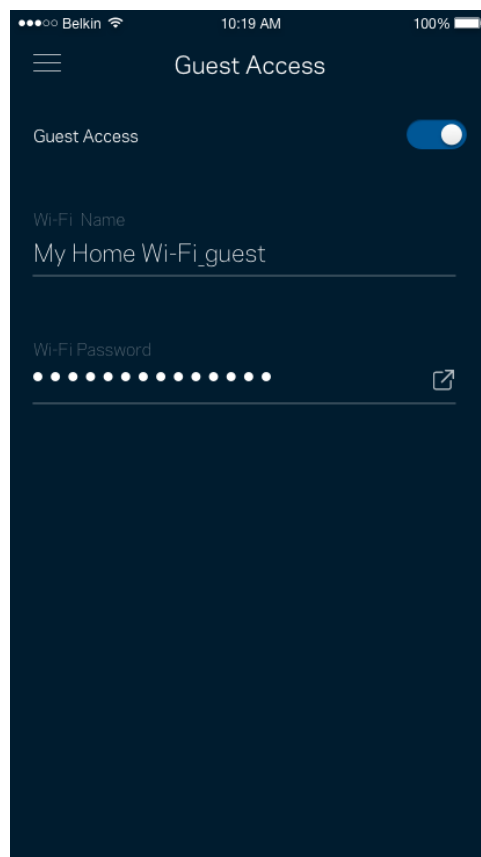 Belkin 10:19 AM 100%
Guest Access
Guest Access
Wi-Fi Name
My Home Wi-Fi_guest
Wi-Fi Password
●●●●●●●●●●●●●●